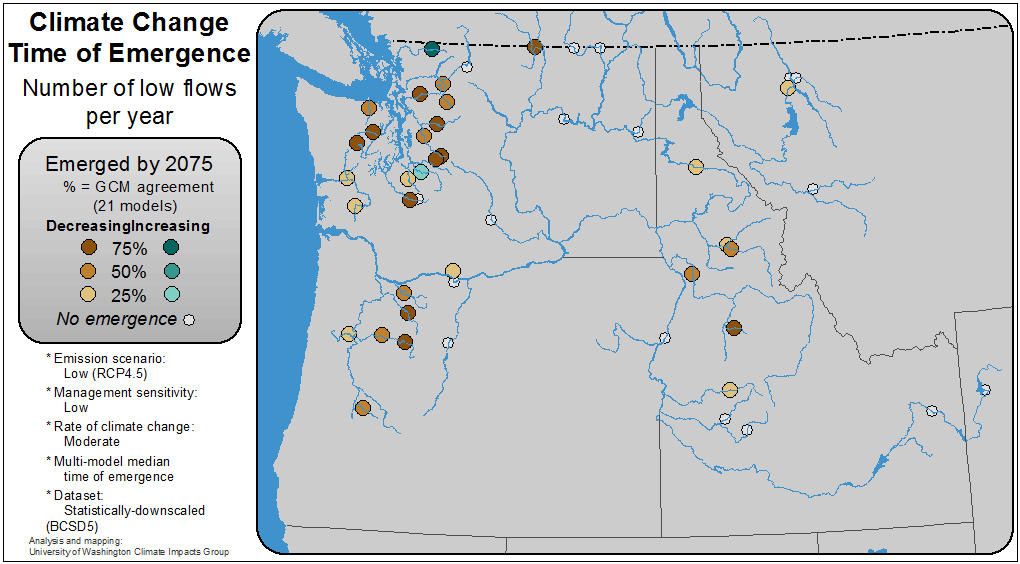 Climate Change
Time of Emergence
Number of low flows
per year
Emerged by 2075
% = GCM agreement
(21 models)
DecreasingIncreasing
75%
50%
25%
No emergence
* Emission scenario:
Low (RCP4.5)
* Management sensitivity:
Low
* Rate of climate change:
Moderate
* Multi-model median
time of emergence
* Dataset:
Statistically-downscaled
(BCSD5)
Analysis and mapping:
University of Washington Climate Impacts Group